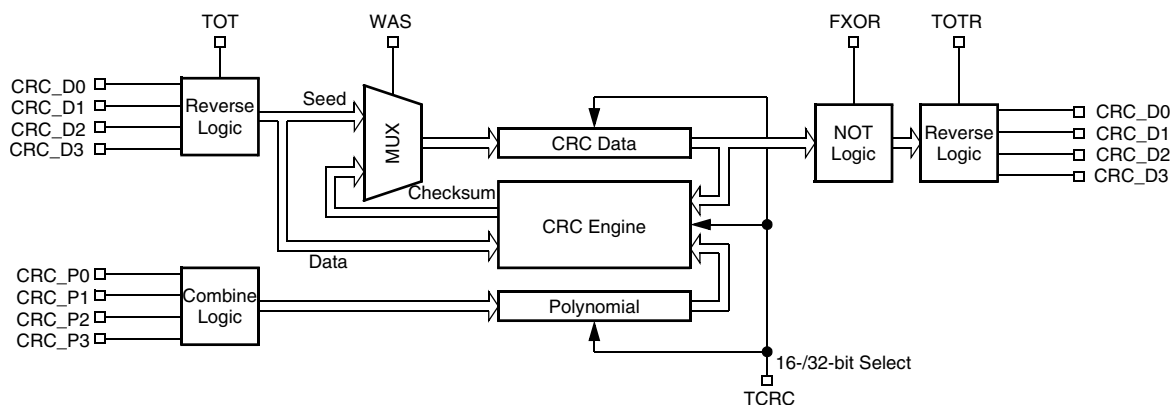 TOT
WAS
FXOR
TOTR
CRC_D0
CRC_D1
CRC_D2
CRC_D3
Reverse
Logic
Seed
MUX
Checksum
Data
CRC Data
CRC Engine
NOT
Logic
Reverse
Logic
CRC_D0
CRC_D1
CRC_D2
CRC_D3
CRC_P0
CRC_P1
CRC_P2
CRC_P3
Combine
Logic
Polynomial
16-/32-bit Select
TCRC